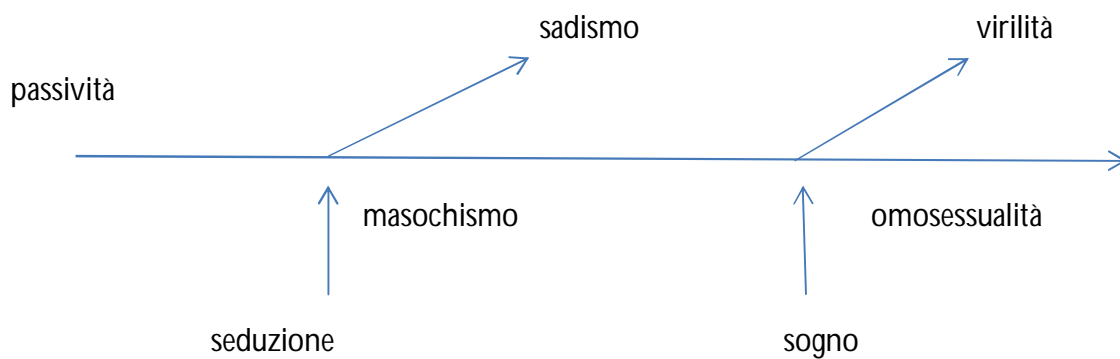 sadismo
virilità
passività
masochismo
omosessualità
seduzione
sogno